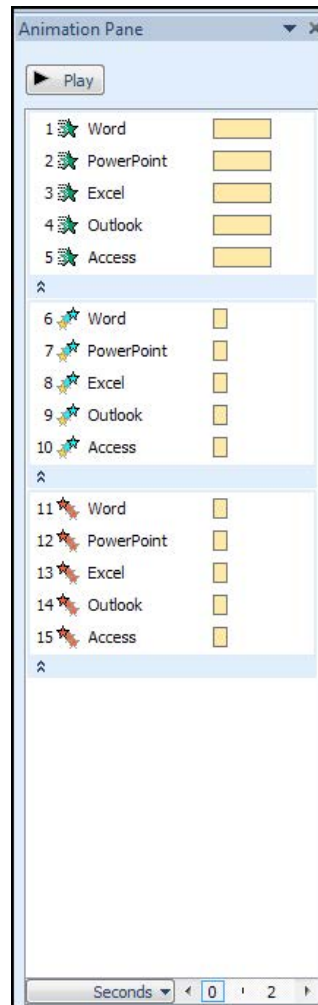 Animation Pane
Play
1 Word
2 PowerPoint
3 Excel
4 Outlook
5 Access
6 Word
7 PowerPoint
8 Excel
9 Outlook
10 Access
11 Word
12 PowerPoint
13 Excel
14 Outlook
15 Access
Seconds 0 2